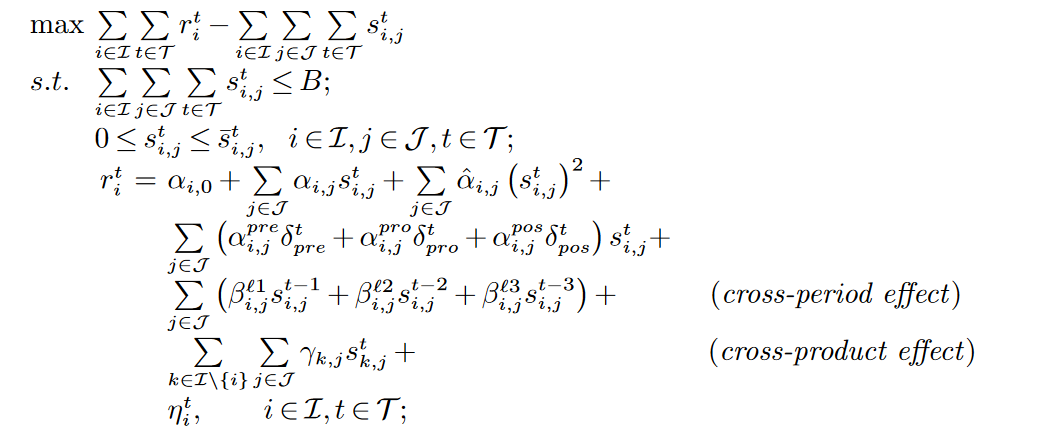 max ∑_{i∈ℐ} ∑_{t∈𝒯} r_i^t − ∑_{i∈ℐ} ∑_{j∈𝒥} ∑_{t∈𝒯} s_{i,j}^t
s.t. ∑_{i∈ℐ} ∑_{j∈𝒥} ∑_{t∈𝒯} s_{i,j}^t ≤ B;
0 ≤ s_{i,j}^t ≤ s̄_{i,j}^t, i∈ℐ, j∈𝒥, t∈𝒯;
r_i^t = α_{i,0} + ∑_{j∈𝒥} α_{i,j} s_{i,j}^t + ∑_{j∈𝒥} α̂_{i,j} (s_{i,j}^t)^2 +
∑_{j∈𝒥} (α_{i,j}^{pre} δ_{pre}^t + α_{i,j}^{pro} δ_{pro}^t + α_{i,j}^{pos} δ_{pos}^t) s_{i,j}^t +
∑_{j∈𝒥} (β_{i,j}^{ℓ1} s_{i,j}^{t−1} + β_{i,j}^{ℓ2} s_{i,j}^{t−2} + β_{i,j}^{ℓ3} s_{i,j}^{t−3}) + (cross-period effect)
∑_{k∈ℐ\{i}} ∑_{j∈𝒥} γ_{k,j} s_{k,j}^t + (cross-product effect)
η_i^t, i∈ℐ, t∈𝒯;